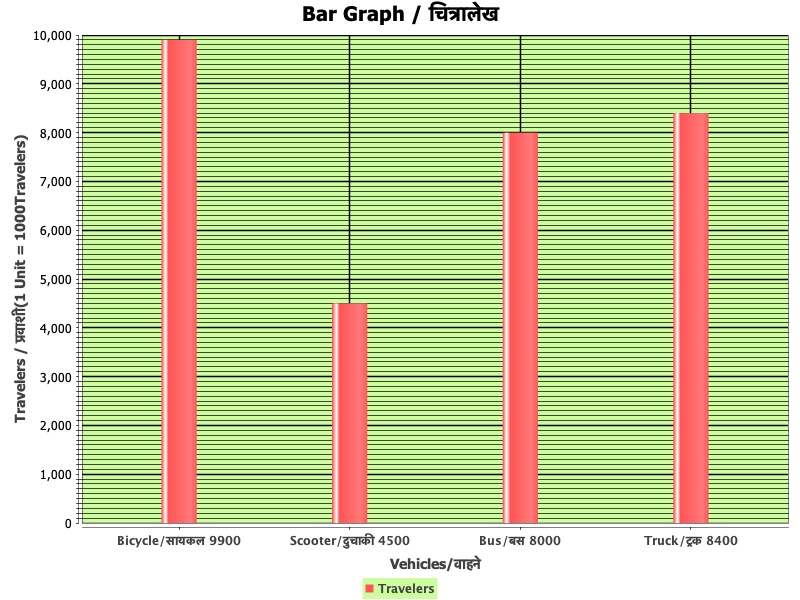 Bar Graph / चित्रालेख
Travelers / प्रवाशी(1 Unit = 1000Travelers)
10,000
9,000
8,000
7,000
6,000
5,000
4,000
3,000
2,000
1,000
0
Bicycle/सायकल 9900 Scooter/दुचाकी 4500 Bus/बस 8000 Truck/ट्रक 8400
Vehicles/वाहने
Travelers